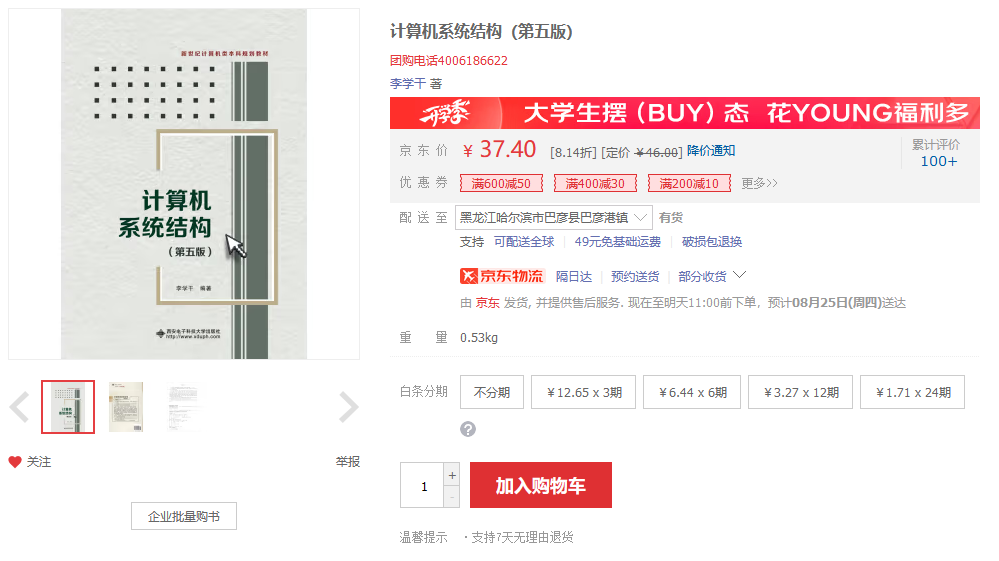 新世纪计算机类本科规划教材
计算机
系统结构
（第五版）
李学干 编著
西安电子科技大学出版社
http://www.xduph.com
关注
举报
企业批量购书
计算机系统结构（第五版）
团购电话4006186622
李学干 著
开学季 大学生摆（BUY）态 花YOUNG福利多
京东价 ￥37.40 [8.14折] [定价 ￥46.00] 降价通知
累计评价
100+
优惠券 满600减50 满400减30 满200减10 更多>>
配送至 黑龙江哈尔滨市巴彦县巴彦港镇 有货
支持 可配送全球 49元免基础运费 破损包退换
京东物流 隔日达 预约送货 部分收货
由 京东 发货, 并提供售后服务. 现在至明天11:00前下单，预计08月25日(周四)送达
重量 0.53kg
白条分期 不分期 ￥12.65 x 3期 ￥6.44 x 6期 ￥3.27 x 12期 ￥1.71 x 24期
?
1 + -
加入购物车
温馨提示 ·支持7天无理由退货